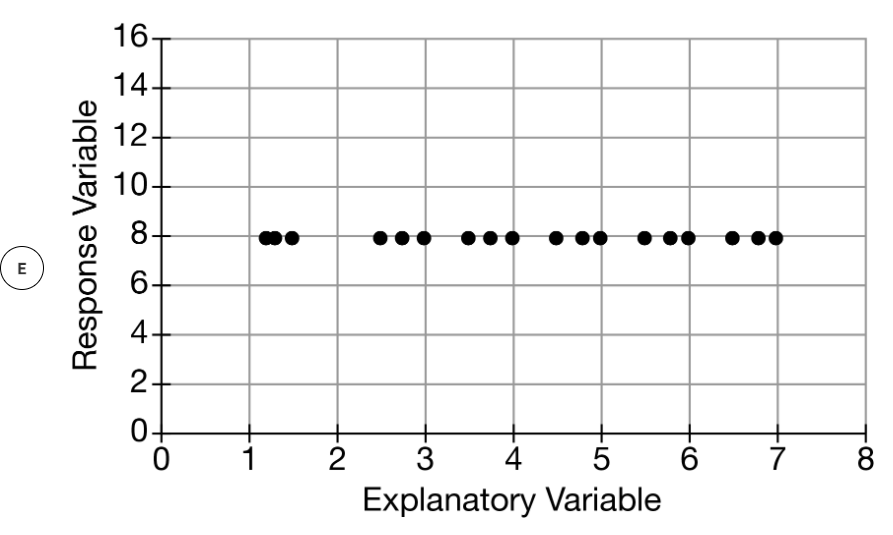 16
14
12
10
8
6
4
2
0
Response Variable
E
0 1 2 3 4 5 6 7 8
Explanatory Variable